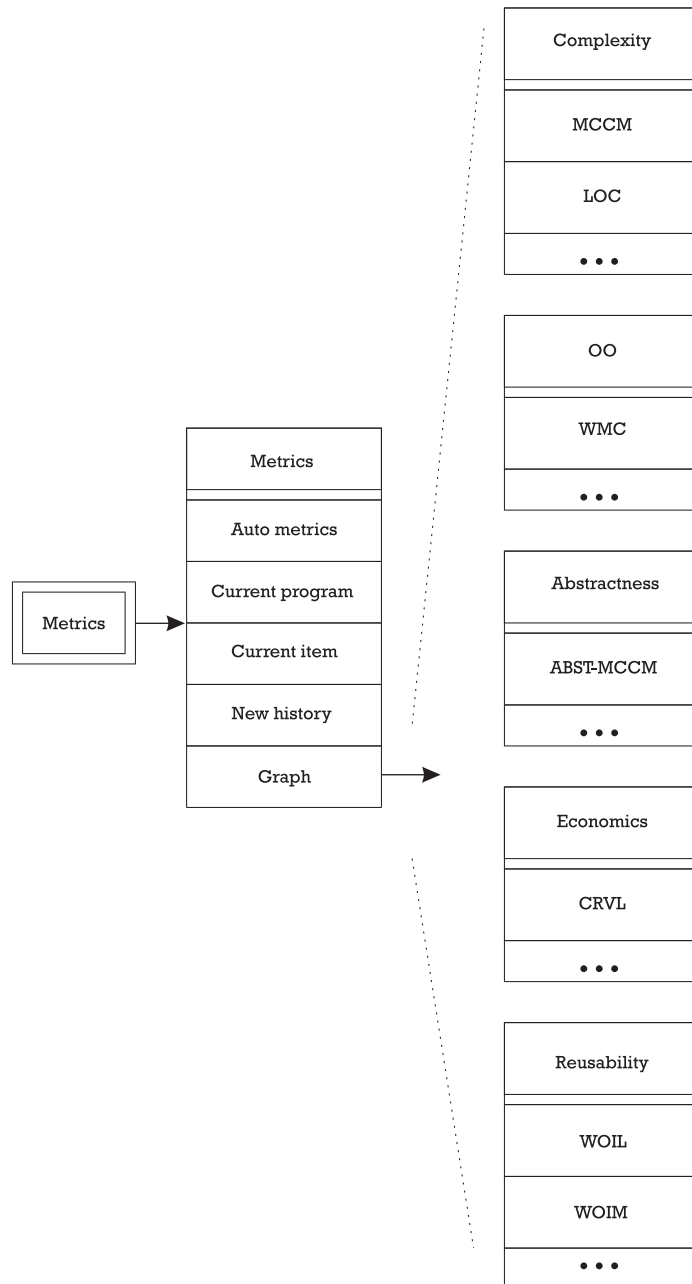 Metrics
Metrics
Auto metrics
Current program
Current item
New history
Graph
Complexity
MCCM
LOC
•••
OO
WMC
•••
Abstractness
ABST-MCCM
•••
Economics
CRVL
•••
Reusability
WOIL
WOIM
•••